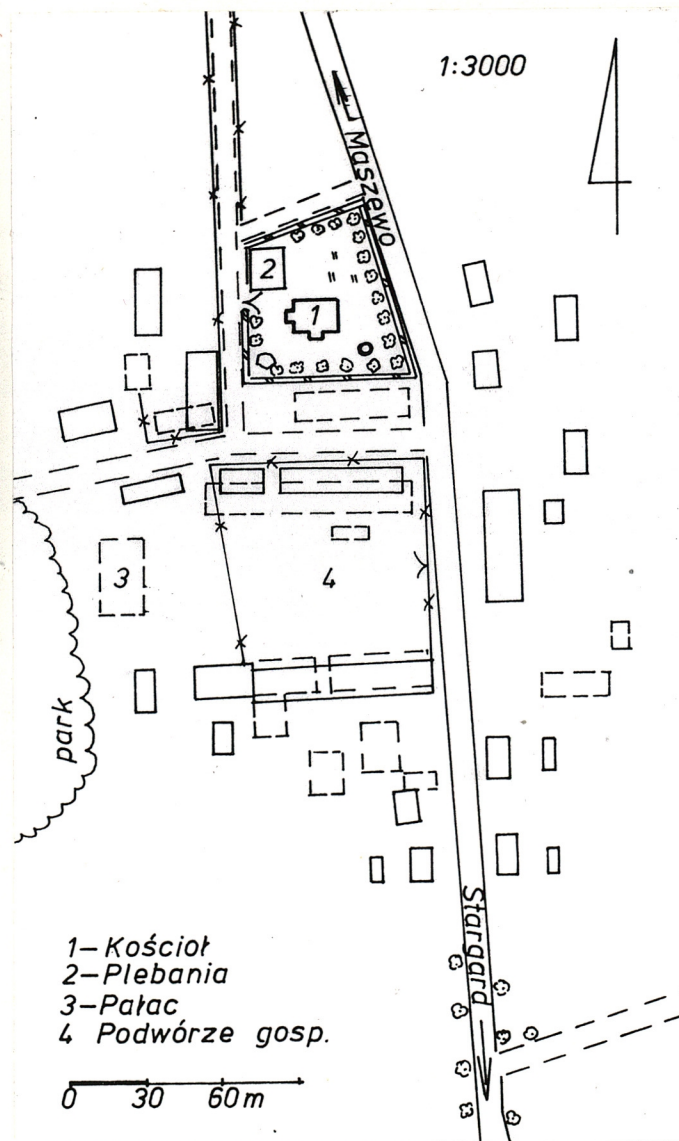 1:3000
Maszewo
2
1
3
4
park
Stargard
1–Kościoł
2–Plebania
3–Pałac
4 Podwórze gosp.
0 30 60m